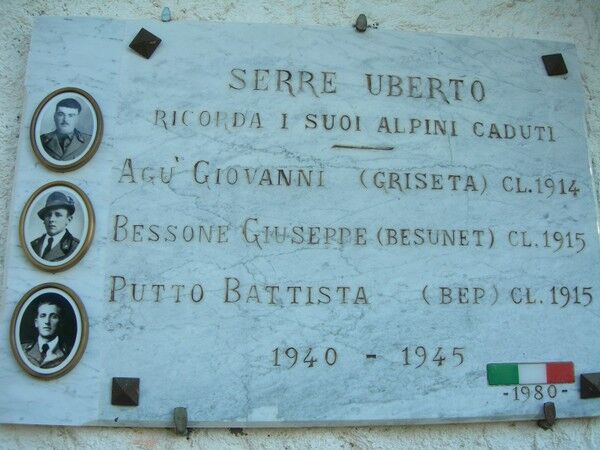 SERRE UBERTO
RICORDA I SUOI ALPINI CADUTI
AGU' GIOVANNI (GRISETA) CL.1914
BESSONE GIUSEPPE (BESUNET) CL.1915
PUTTO BATTISTA (BEP) CL.1915
1940 - 1945
-1980-